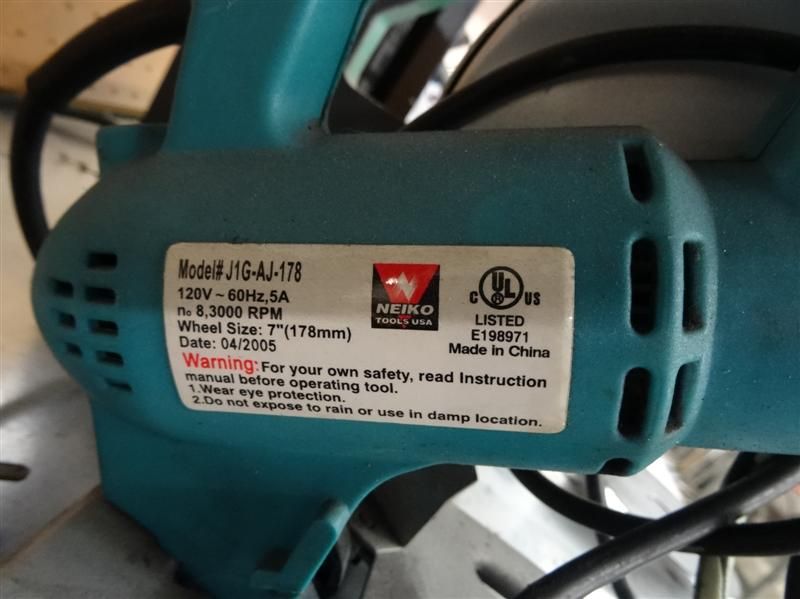 Model# J1G-AJ-178
120V ~ 60Hz,5A
no 8,3000 RPM
Wheel Size: 7"(178mm)
Date: 04/2005
NEIKO
TOOLS USA
C UL US
LISTED
E198971
Made in China
Warning: For your own safety, read Instruction
manual before operating tool.
1.Wear eye protection.
2.Do not expose to rain or use in damp location.